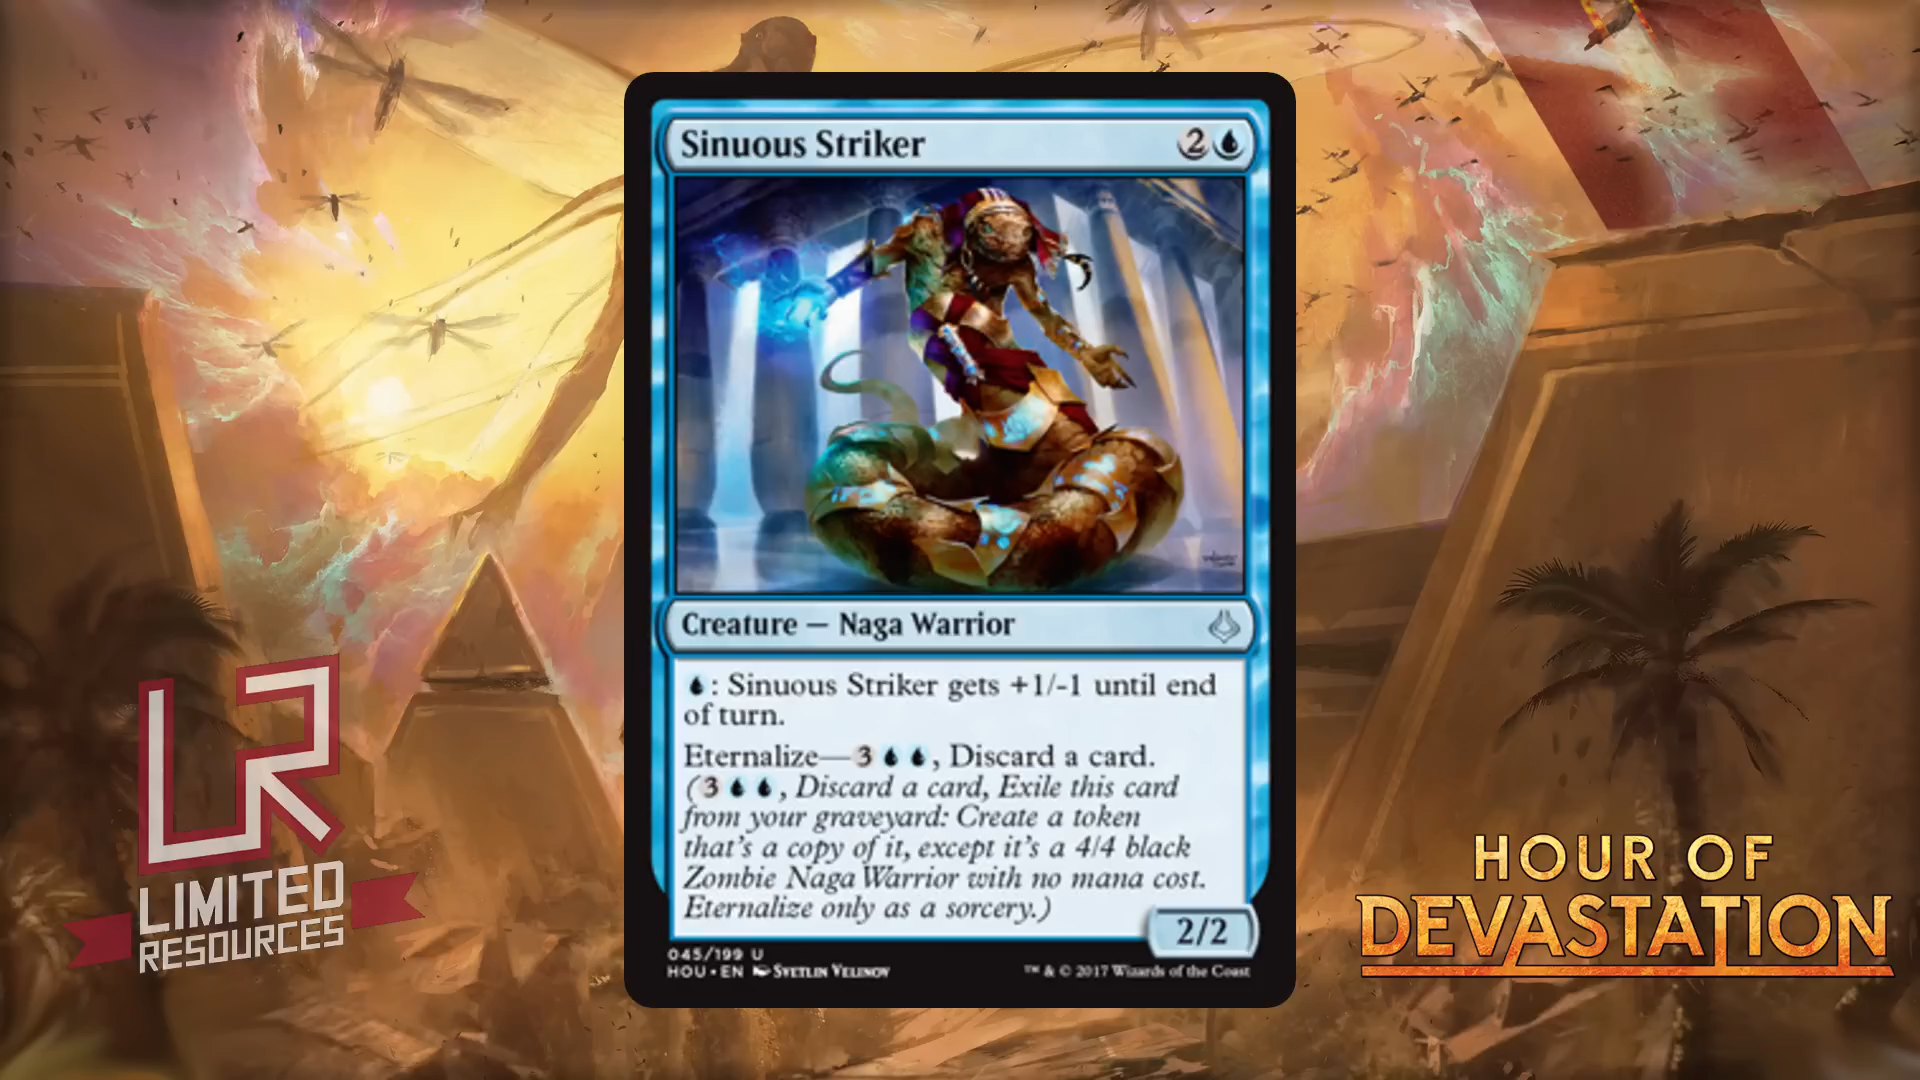 Sinuous Striker 2
Creature — Naga Warrior
: Sinuous Striker gets +1/-1 until end
of turn.
Eternalize—3, Discard a card.
(3, Discard a card, Exile this card
from your graveyard: Create a token
that's a copy of it, except it's a 4/4 black
Zombie Naga Warrior with no mana cost.
Eternalize only as a sorcery.)
2/2
045/199 U
HOU • EN Svetlin Velinov
™ & © 2017 Wizards of the Coast
LR
LIMITED
RESOURCES
HOUR OF
DEVASTATION